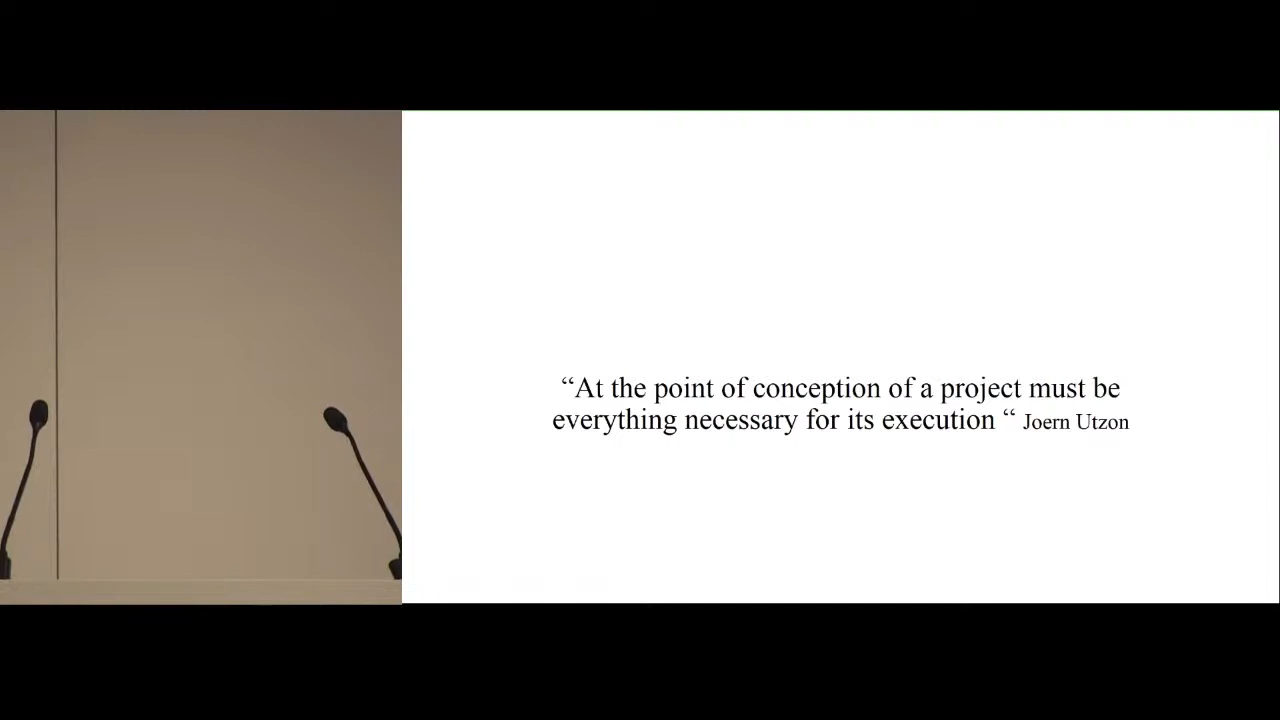 “At the point of conception of a project must be
everything necessary for its execution “ Joern Utzon